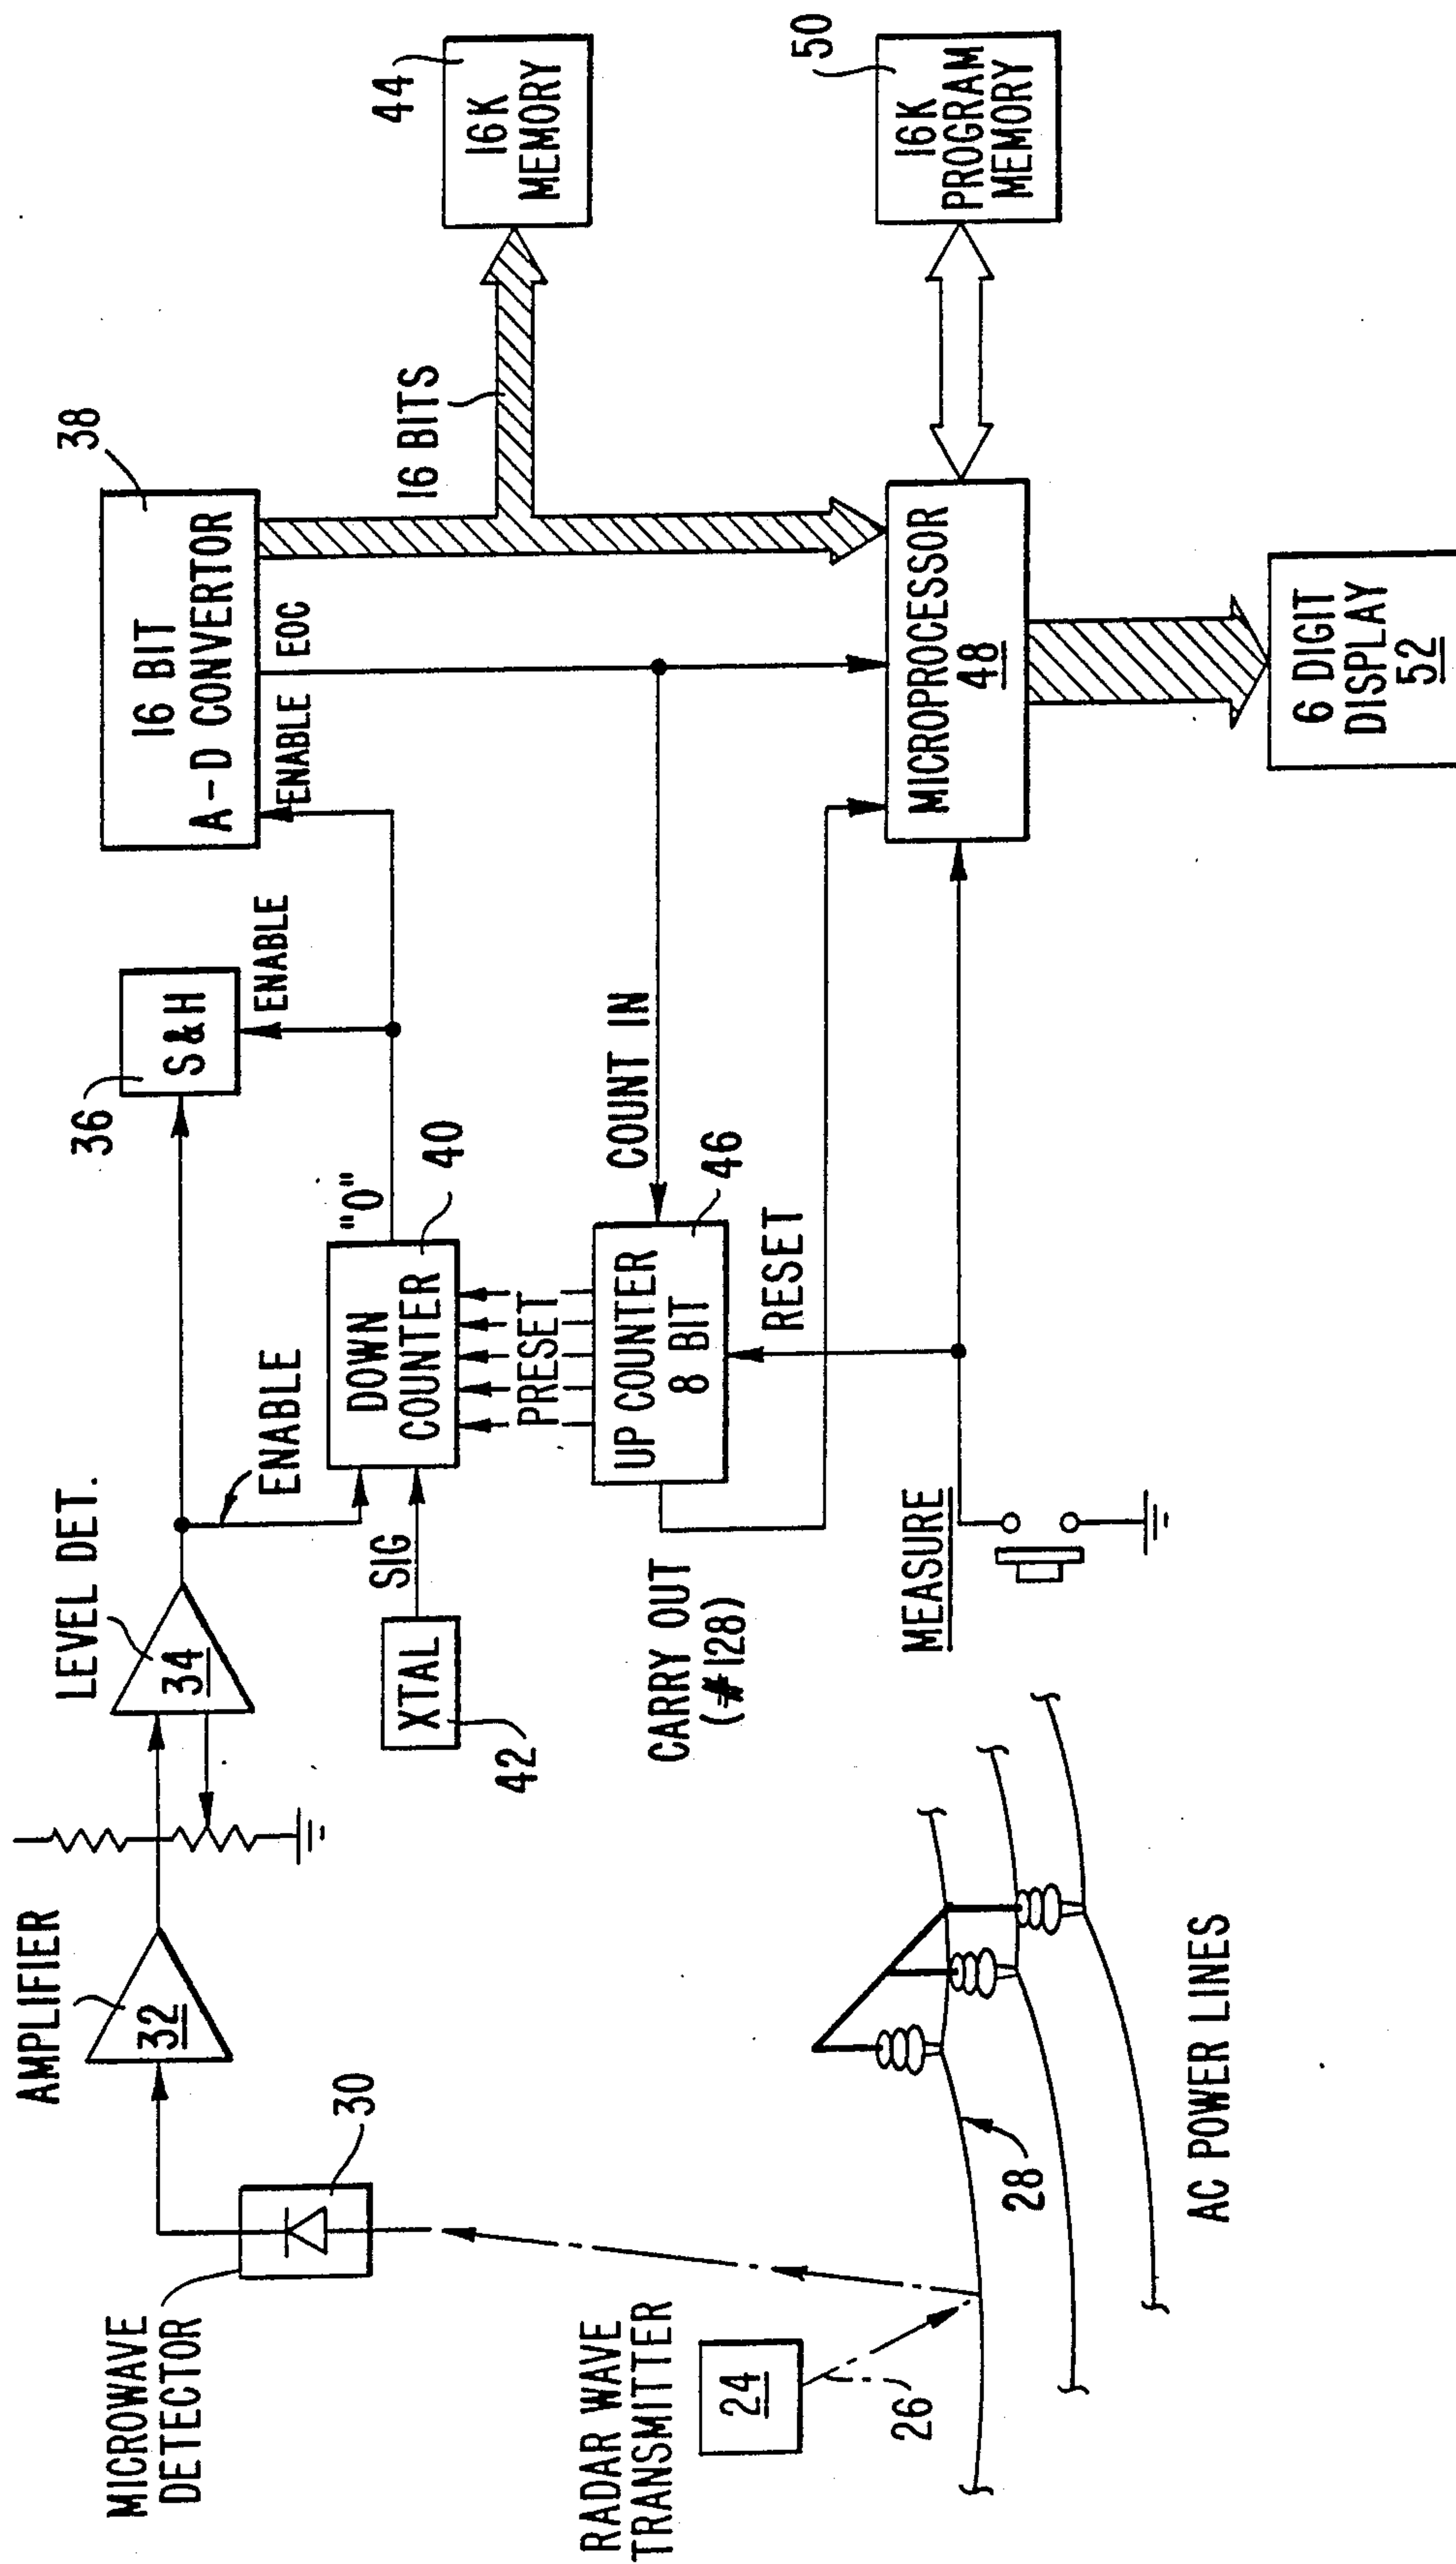 MICROWAVE
DETECTOR
30
AMPLIFIER
32
LEVEL DET.
34
ENABLE
36
S&H
ENABLE
38
16 BIT
A-D CONVERTOR
ENABLE
EOC
16 BITS
44
16K
MEMORY
XTAL
42
SIG
DOWN
COUNTER
40
"0"
PRESET
UP COUNTER
8 BIT
46
COUNT IN
CARRY OUT
(#128)
RESET
MEASURE
MICROPROCESSOR
48
50
16K
PROGRAM
MEMORY
6 DIGIT
DISPLAY
52
RADAR WAVE
TRANSMITTER
24
26
28
AC POWER LINES